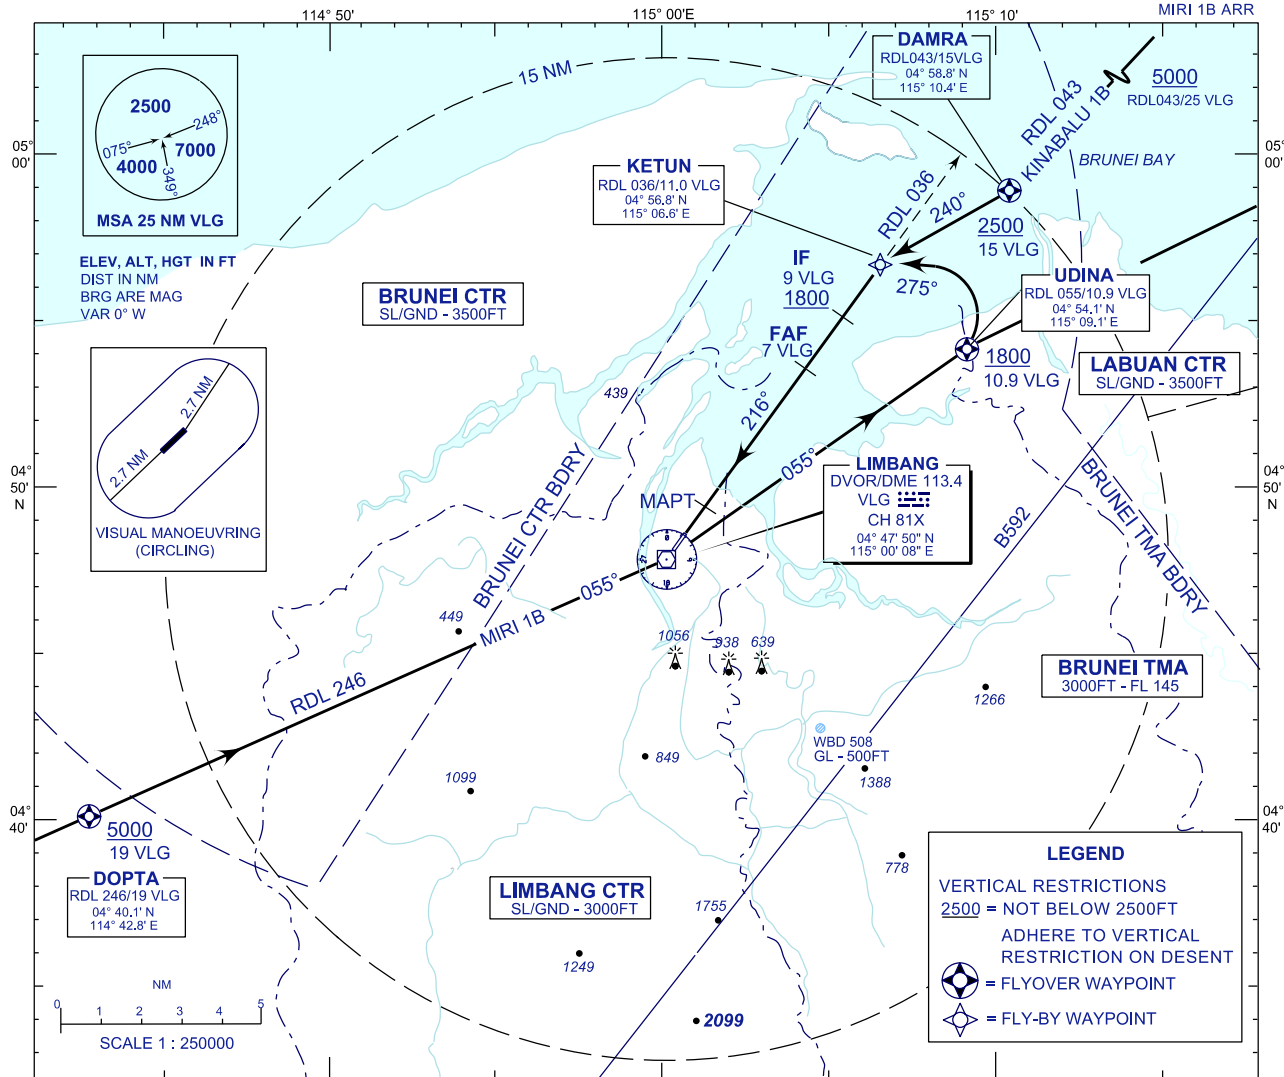 MIRI 1B ARR
114° 50'
115° 00'E
115° 10'
2500
248°
075°
4000
7000
349°
MSA 25 NM VLG
15 NM
DAMRA
RDL043/15VLG
04° 58.8' N
115° 10.4' E
5000
RDL043/25 VLG
RDL 043
KINABALU 1B
BRUNEI BAY
05°
00'
05°
00'
KETUN
RDL 036/11.0 VLG
04° 56.8' N
115° 06.6' E
RDL 036
240°
2500
15 VLG
ELEV, ALT, HGT IN FT
DIST IN NM
BRG ARE MAG
VAR 0° W
BRUNEI CTR
SL/GND - 3500FT
IF
9 VLG
1800
275°
UDINA
RDL 055/10.9 VLG
04° 54.1' N
115° 09.1' E
FAF
7 VLG
1800
10.9 VLG
LABUAN CTR
SL/GND - 3500FT
2.7 NM
2.7 NM
VISUAL MANOEUVRING
(CIRCLING)
439
216°
055°
BRUNEI CTR BDRY
LIMBANG
DVOR/DME 113.4
VLG
CH 81X
04° 47' 50" N
115° 00' 08" E
MAPT
04°
50'
N
04°
50'
N
B592
BRUNEI TMA BDRY
MIRI 1B
055°
449
1056
938
639
RDL 246
BRUNEI TMA
3000FT - FL 145
1266
WBD 508
GL - 500FT
849
1388
1099
04°
40'
04°
40'
5000
19 VLG
778
DOPTA
RDL 246/19 VLG
04° 40.1' N
114° 42.8' E
LIMBANG CTR
SL/GND - 3000FT
1755
1249
2099
NM
0 1 2 3 4 5
SCALE 1 : 250000
LEGEND
VERTICAL RESTRICTIONS
2500 = NOT BELOW 2500FT
ADHERE TO VERTICAL
RESTRICTION ON DESENT
= FLYOVER WAYPOINT
= FLY-BY WAYPOINT